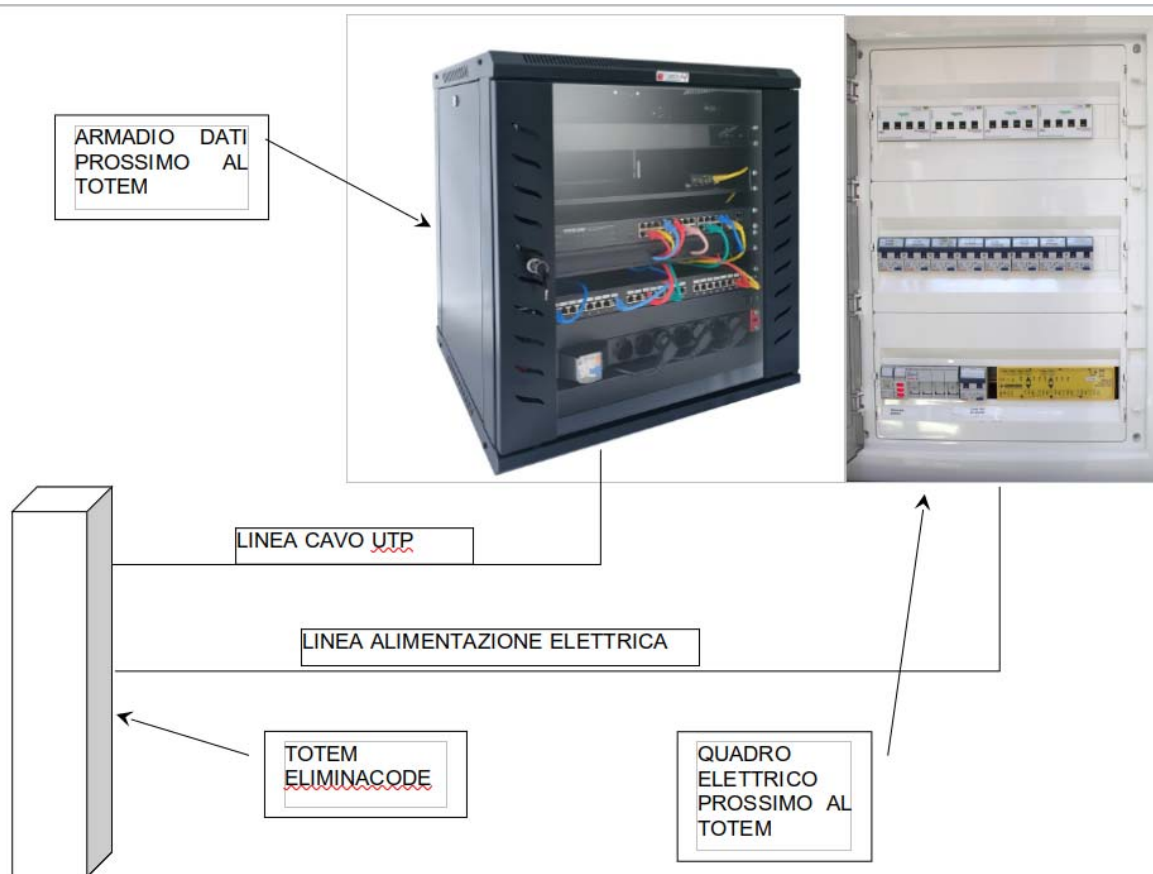 ARMADIO DATI
PROSSIMO AL
TOTEM
LINEA CAVO UTP
LINEA ALIMENTAZIONE ELETTRICA
TOTEM
ELIMINACODE
QUADRO
ELETTRICO
PROSSIMO AL
TOTEM